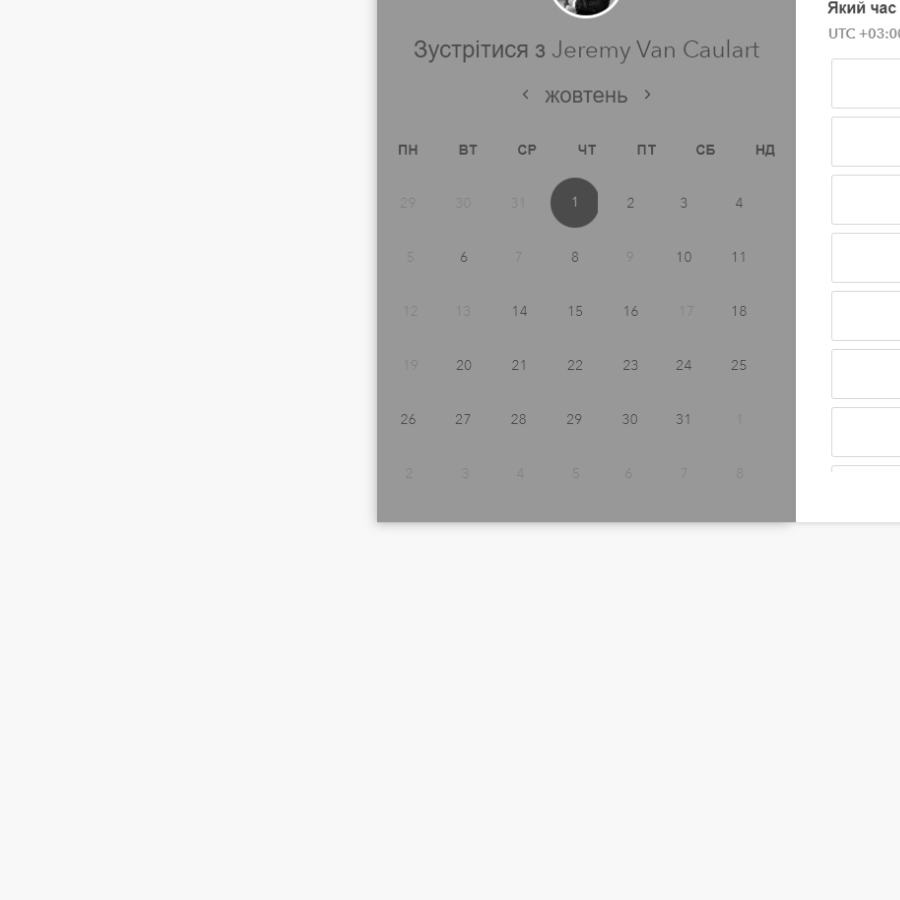 Зустрітися з Jeremy Van Caulart
жовтень
ПН ВТ СР ЧТ ПТ СБ НД
29 30 31 1 2 3 4
5 6 7 8 9 10 11
12 13 14 15 16 17 18
19 20 21 22 23 24 25
26 27 28 29 30 31 1
2 3 4 5 6 7 8
Який час
UTC +03:00